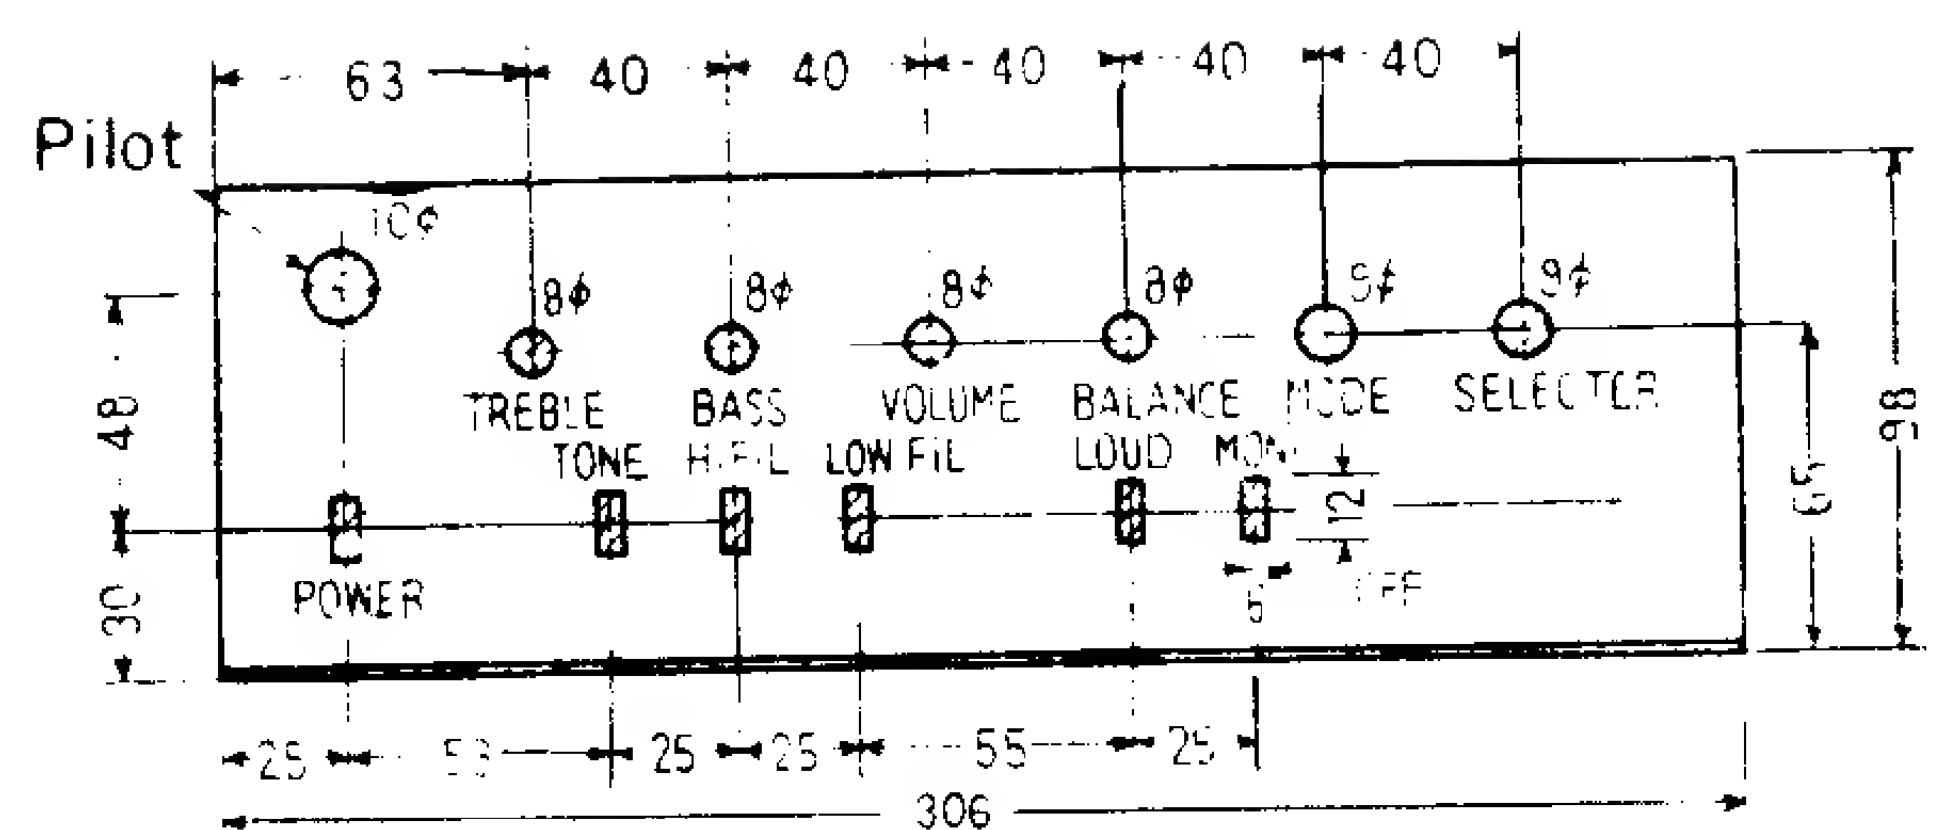 63 40 40 40 40 40
Pilot
10φ
8φ 8φ 8φ 8φ 9φ 9φ
TREBLE BASS VOLUME BALANCE MODE SELECTER
TONE LOW FIL LOUD
48 12 65 98
POWER
30 OFF
25 53 25 25 55 25
306